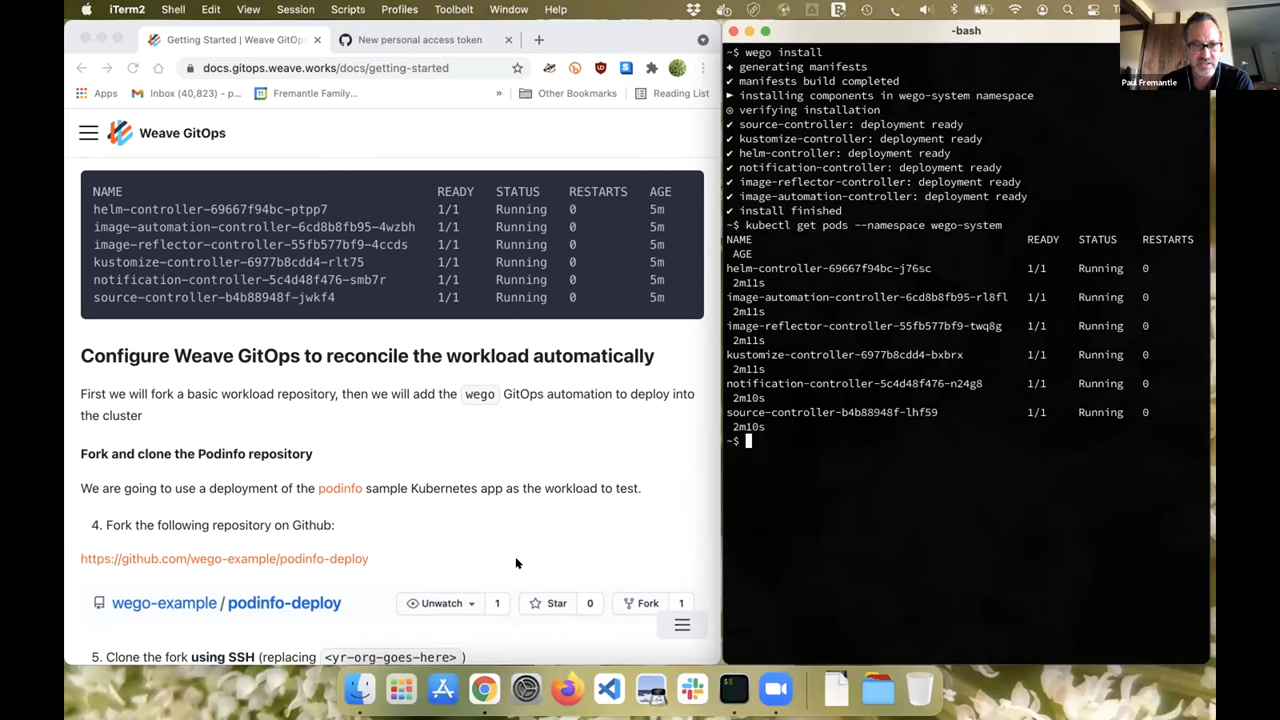 iTerm2 Shell Edit View Session Scripts Profiles Toolbelt Window Help
Getting Started | Weave GitOps
New personal access token
docs.gitops.weave.works/docs/getting-started
Apps
Inbox (40,823) - p...
Fremantle Family...
»
Other Bookmarks
Reading List
Weave GitOps
NAME READY STATUS RESTARTS AGE
helm-controller-69667f94bc-ptpp7 1/1 Running 0 5m
image-automation-controller-6cd8b8fb95-4wzbh 1/1 Running 0 5m
image-reflector-controller-55fb577bf9-4ccds 1/1 Running 0 5m
kustomize-controller-6977b8cdd4-rlt75 1/1 Running 0 5m
notification-controller-5c4d48f476-smb7r 1/1 Running 0 5m
source-controller-b4b88948f-jwkf4 1/1 Running 0 5m
Configure Weave GitOps to reconcile the workload automatically
First we will fork a basic workload repository, then we will add the wego GitOps automation to deploy into
the cluster
Fork and clone the Podinfo repository
We are going to use a deployment of the podinfo sample Kubernetes app as the workload to test.
4. Fork the following repository on Github:
https://github.com/wego-example/podinfo-deploy
wego-example / podinfo-deploy Unwatch 1 Star 0 Fork 1
5. Clone the fork using SSH (replacing <yr-org-goes-here> )
-bash
~$ wego install
✚ generating manifests
✔ manifests build completed
► installing components in wego-system namespace
◎ verifying installation
✔ source-controller: deployment ready
✔ kustomize-controller: deployment ready
✔ helm-controller: deployment ready
✔ notification-controller: deployment ready
✔ image-reflector-controller: deployment ready
✔ image-automation-controller: deployment ready
✔ install finished
~$ kubectl get pods --namespace wego-system
NAME READY STATUS RESTARTS
AGE
helm-controller-69667f94bc-j76sc 1/1 Running 0
2m11s
image-automation-controller-6cd8b8fb95-rl8fl 1/1 Running 0
2m11s
image-reflector-controller-55fb577bf9-twq8g 1/1 Running 0
2m11s
kustomize-controller-6977b8cdd4-bxbrx 1/1 Running 0
2m11s
notification-controller-5c4d48f476-n24g8 1/1 Running 0
2m10s
source-controller-b4b88948f-lhf59 1/1 Running 0
2m10s
~$
Paul Fremantle